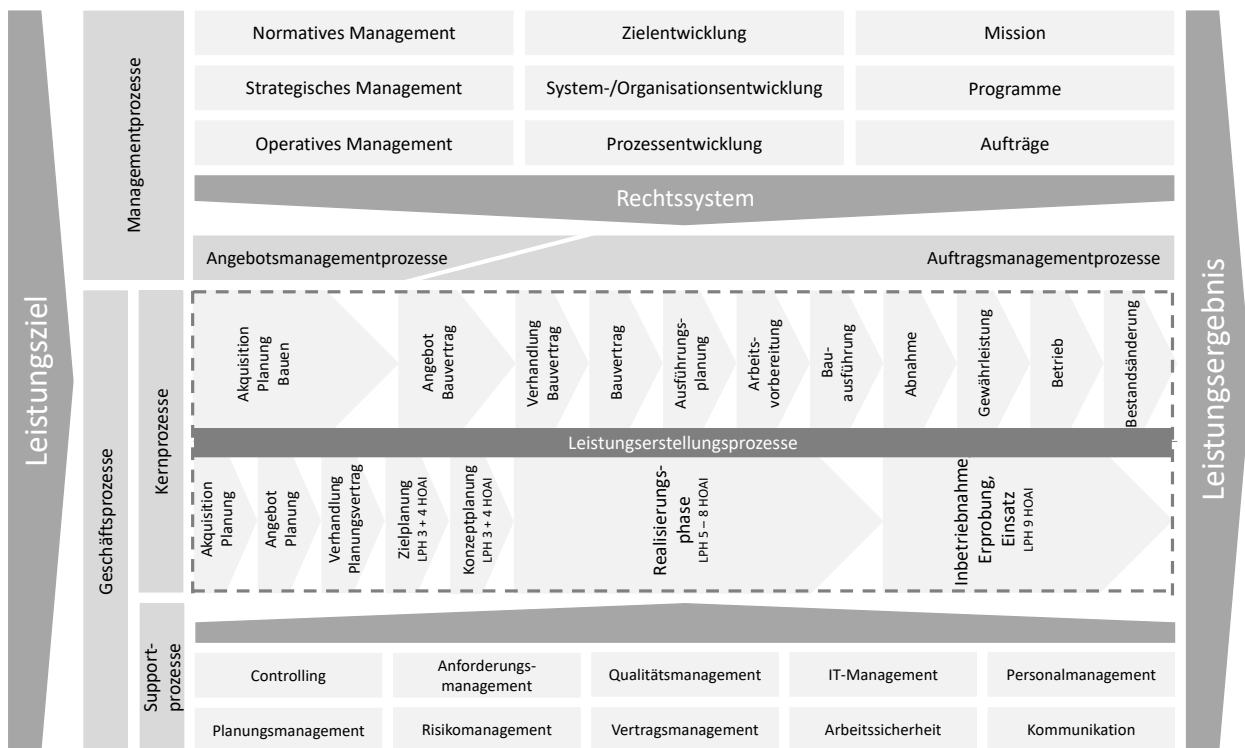 Leistungsziel
Managementprozesse
Normatives Management
Zielentwicklung
Mission
Strategisches Management
System-/Organisationsentwicklung
Programme
Operatives Management
Prozessentwicklung
Aufträge
Rechtssystem
Angebotsmanagementprozesse
Auftragsmanagementprozesse
Geschäftsprozesse
Kernprozesse
Akquisition
Planung
Bauen
Angebot
Bauvertrag
Verhandlung
Bauvertrag
Bauvertrag
Ausführungs-
planung
Arbeits-
vorbereitung
Bau-
ausführung
Abnahme
Gewährleistung
Betrieb
Bestandsänderung
Leistungserstellungsprozesse
Akquisition
Planung
Angebot
Planung
Verhandlung
Planungsvertrag
Zielplanung
LPH 3 + 4 HOAI
Konzeptplanung
LPH 3 + 4 HOAI
Realisierungs-
phase
LPH 5 – 8 HOAI
Inbetriebnahme,
Erprobung,
Einsatz
LPH 9 HOAI
Support-
prozesse
Controlling
Anforderungs-
management
Qualitätsmanagement
IT-Management
Personalmanagement
Planungsmanagement
Risikomanagement
Vertragsmanagement
Arbeitssicherheit
Kommunikation
Leistungsergebnis